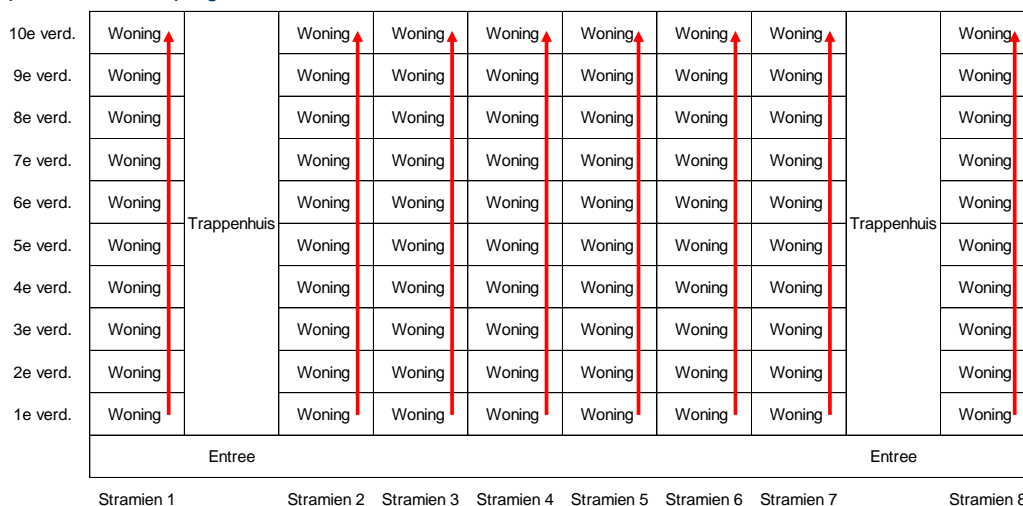 10e verd. Woning Woning Woning Woning Woning Woning Woning Woning
9e verd. Woning Woning Woning Woning Woning Woning Woning Woning
8e verd. Woning Woning Woning Woning Woning Woning Woning Woning
7e verd. Woning Woning Woning Woning Woning Woning Woning Woning
6e verd. Woning Woning Woning Woning Woning Woning Woning Woning
Trappenhuis Trappenhuis
5e verd. Woning Woning Woning Woning Woning Woning Woning Woning
4e verd. Woning Woning Woning Woning Woning Woning Woning Woning
3e verd. Woning Woning Woning Woning Woning Woning Woning Woning
2e verd. Woning Woning Woning Woning Woning Woning Woning Woning
1e verd. Woning Woning Woning Woning Woning Woning Woning Woning
Entree Entree
Stramien 1 Stramien 2 Stramien 3 Stramien 4 Stramien 5 Stramien 6 Stramien 7 Stramien 8